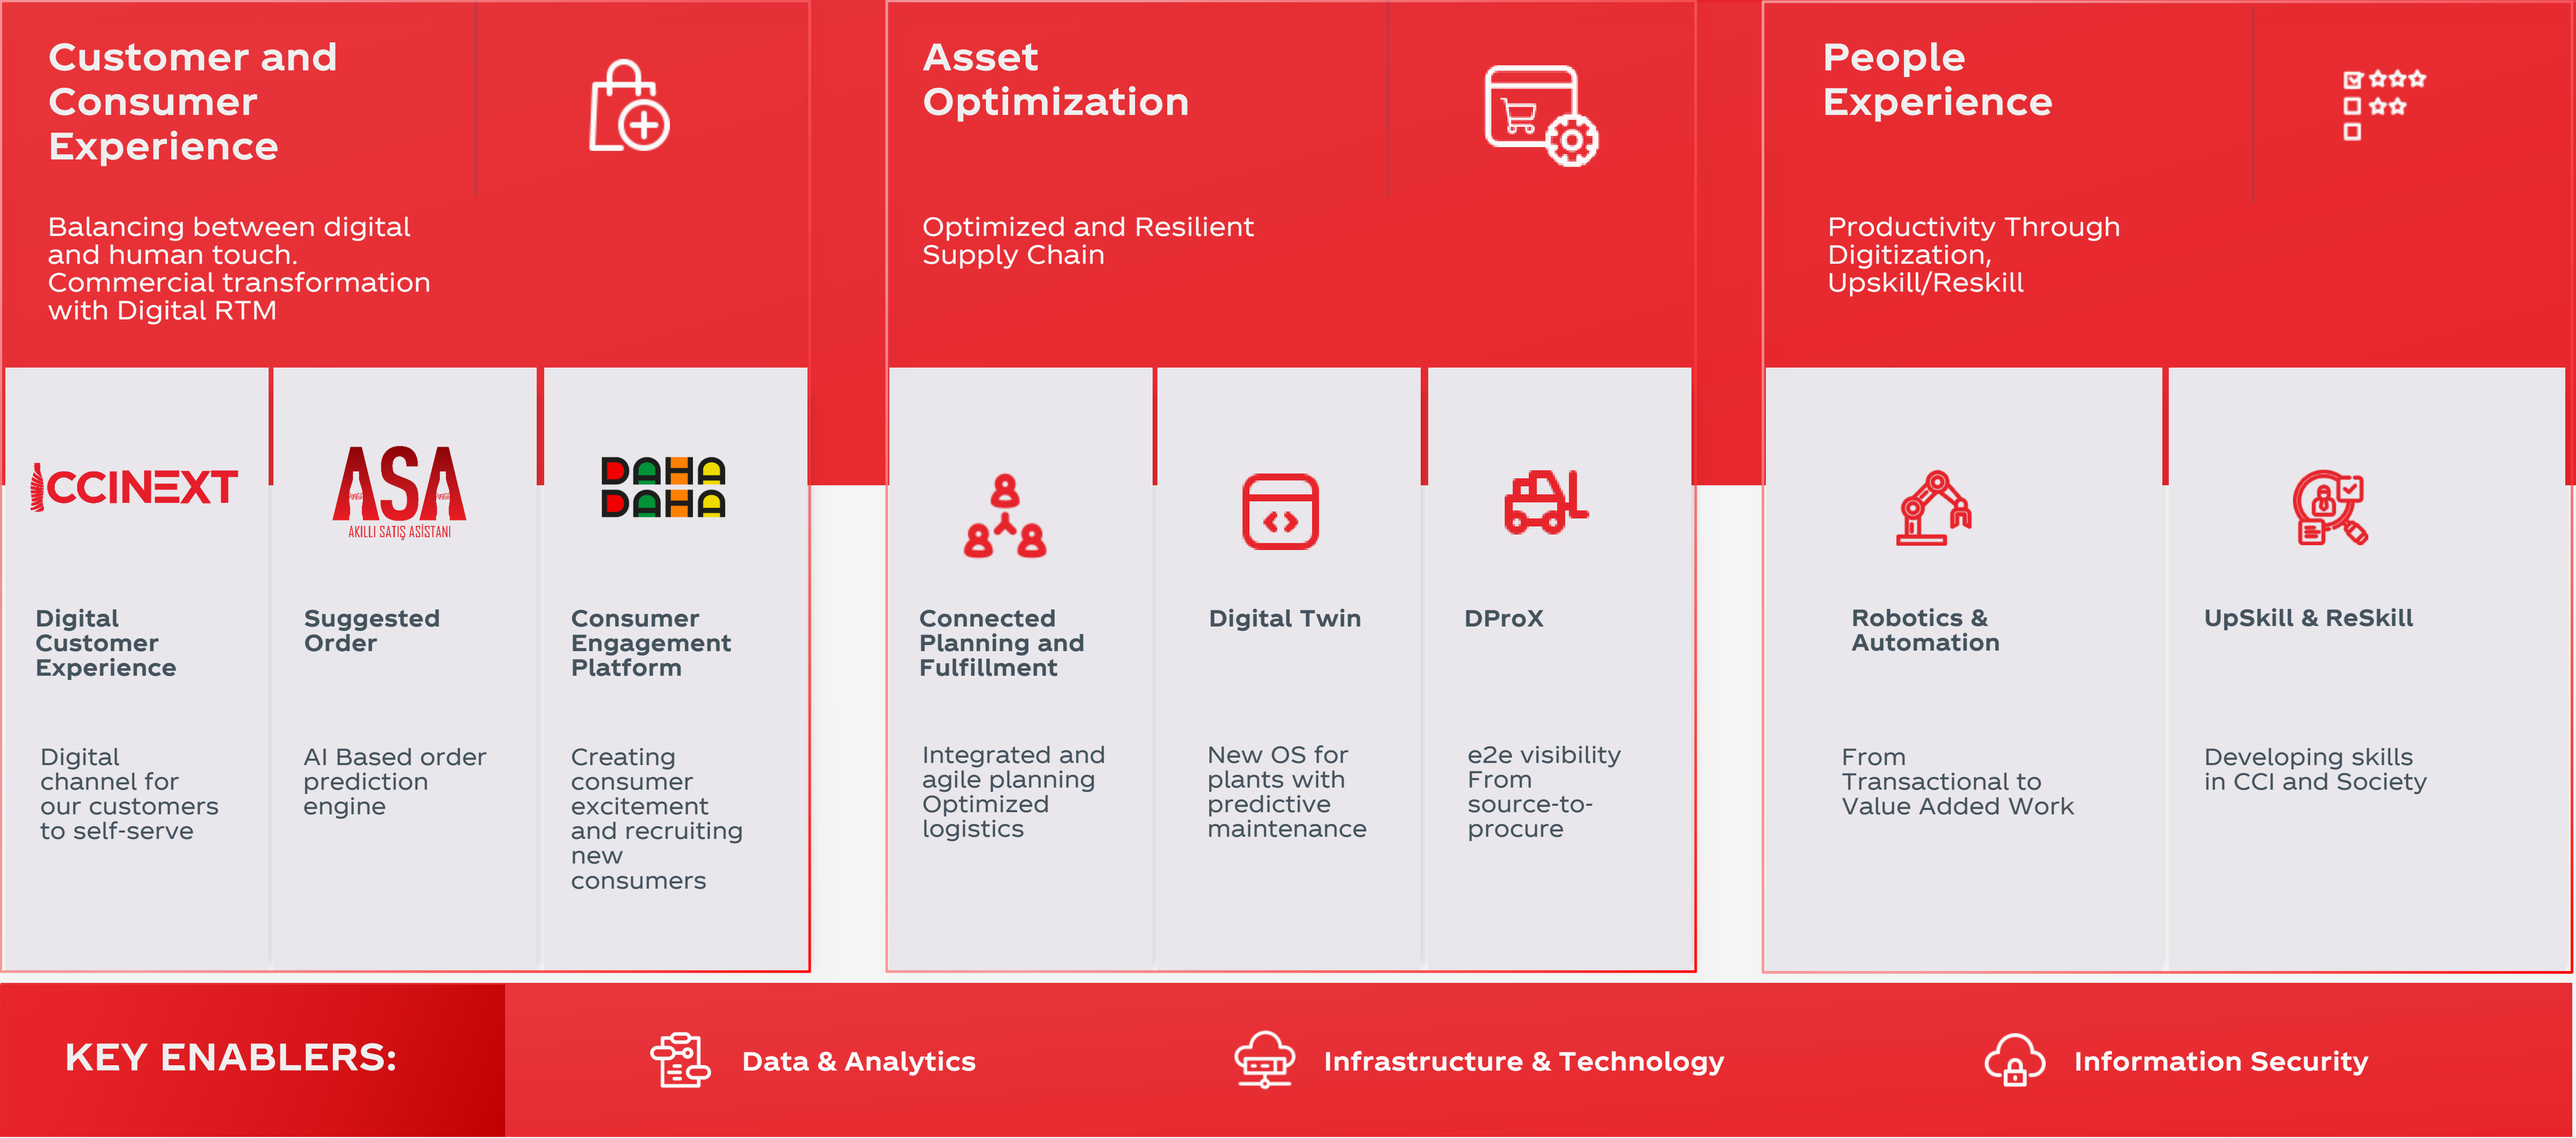 Customer and
Consumer
Experience
Balancing between digital
and human touch.
Commercial transformation
with Digital RTM
CCINEXT
Digital
Customer
Experience
Digital
channel for
our customers
to self-serve
ASA
AKILLI SATIŞ ASİSTANI
Suggested
Order
AI Based order
prediction
engine
DAHA
DAHA
Consumer
Engagement
Platform
Creating
consumer
excitement
and recruiting
new
consumers
Asset
Optimization
Optimized and Resilient
Supply Chain
Connected
Planning and
Fulfillment
Integrated and
agile planning
Optimized
logistics
Digital Twin
New OS for
plants with
predictive
maintenance
DProX
e2e visibility
From
source-to-
procure
People
Experience
Productivity Through
Digitization,
Upskill/Reskill
Robotics &
Automation
From
Transactional to
Value Added Work
UpSkill & ReSkill
Developing skills
in CCI and Society
KEY ENABLERS:
Data & Analytics
Infrastructure & Technology
Information Security